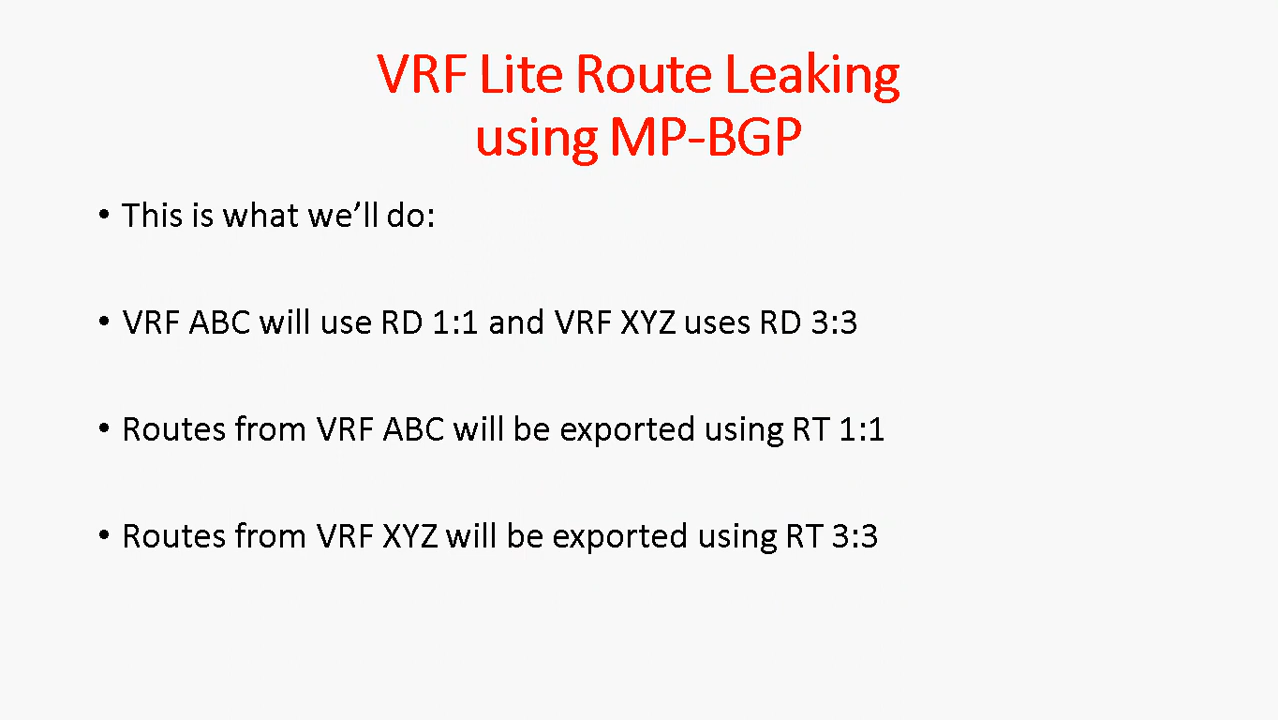 VRF Lite Route Leaking
using MP-BGP
• This is what we’ll do:
• VRF ABC will use RD 1:1 and VRF XYZ uses RD 3:3
• Routes from VRF ABC will be exported using RT 1:1
• Routes from VRF XYZ will be exported using RT 3:3